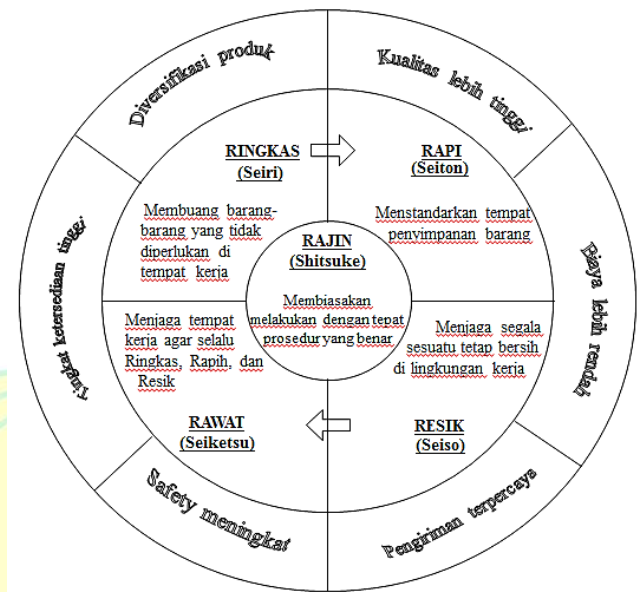 Diversifikasi produk
Kualitas lebih tinggi
Biaya lebih rendah
Pengiriman terpercaya
Safety meningkat
Tingkat ketersediaan tinggi
RINGKAS
(Seiri)
Membuang barang-
barang yang tidak
diperlukan di
tempat kerja
RAPI
(Seiton)
Menstandarkan tempat
penyimpanan barang
RAJIN
(Shitsuke)
Membiasakan
melakukan dengan tepat
prosedur yang benar
Menjaga tempat
kerja agar selalu
Ringkas, Rapih, dan
Resik
RAWAT
(Seiketsu)
Menjaga segala
sesuatu tetap bersih
di lingkungan kerja
RESIK
(Seiso)